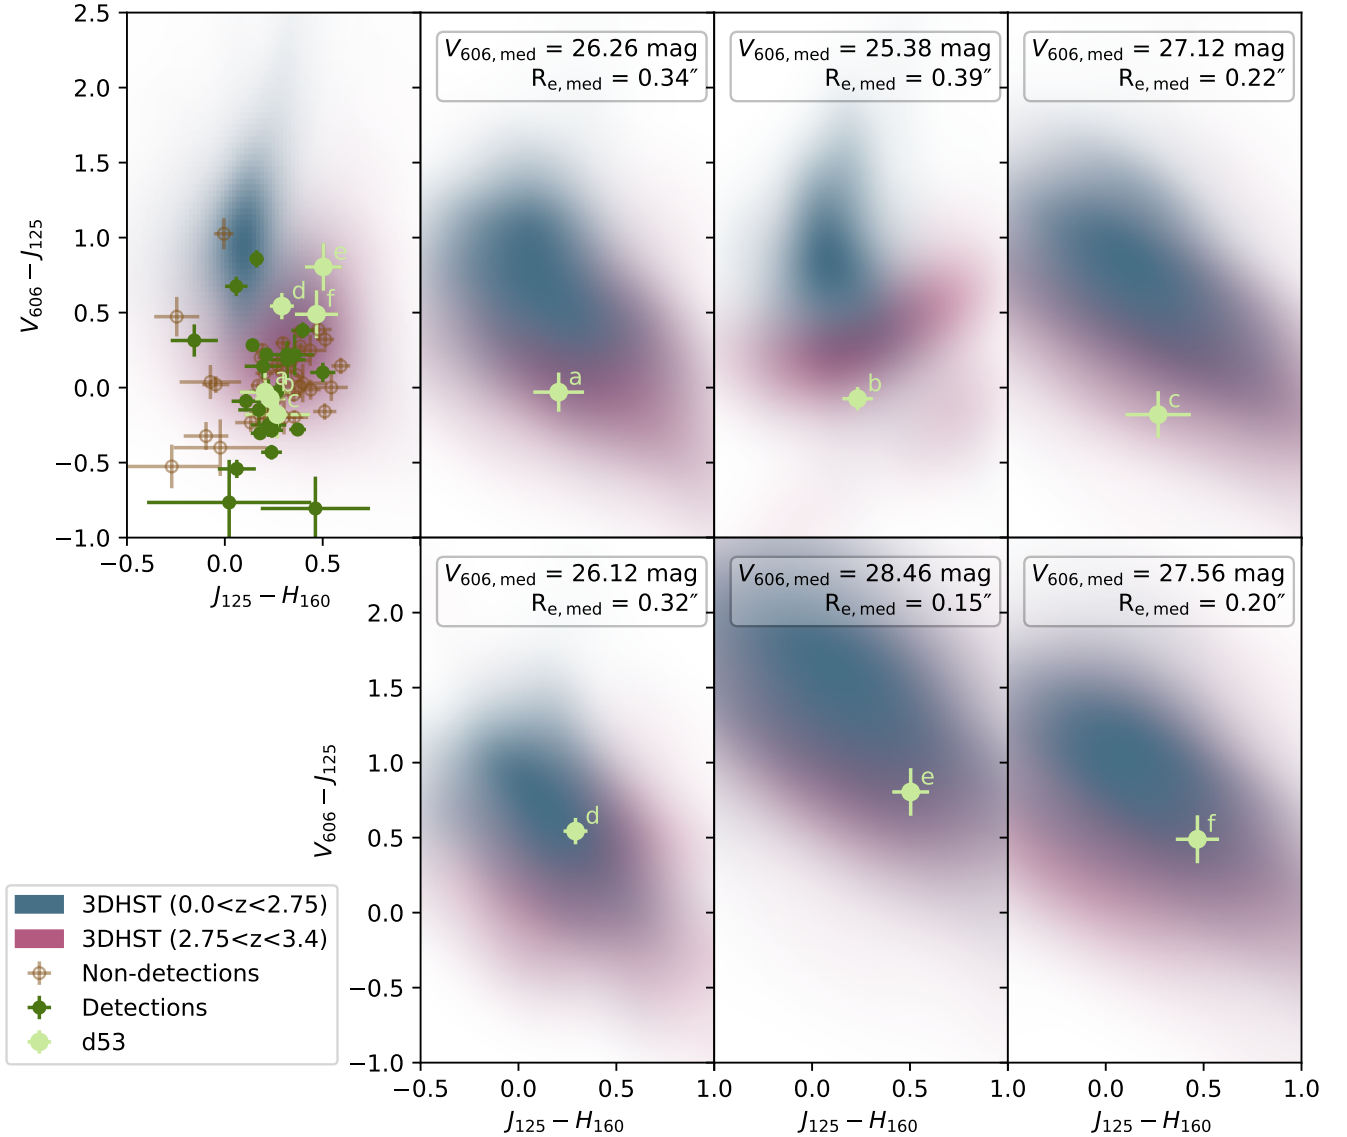 2.5
2.0
1.5
1.0
0.5
0.0
−0.5
−1.0
V606 − J125
−0.5 0.0 0.5
J125 − H160
e
d f
a
b
c
V606, med = 26.26 mag
Re, med = 0.34″
a
V606, med = 25.38 mag
Re, med = 0.39″
b
V606, med = 27.12 mag
Re, med = 0.22″
c
V606, med = 26.12 mag
Re, med = 0.32″
d
V606, med = 28.46 mag
Re, med = 0.15″
e
V606, med = 27.56 mag
Re, med = 0.20″
f
2.0
1.5
1.0
0.5
0.0
−0.5
−1.0
V606 − J125
−0.5 0.0 0.5 1.0 0.0 0.5 1.0 0.0 0.5 1.0
J125 − H160 J125 − H160 J125 − H160
3DHST (0.0<z<2.75)
3DHST (2.75<z<3.4)
Non-detections
Detections
d53